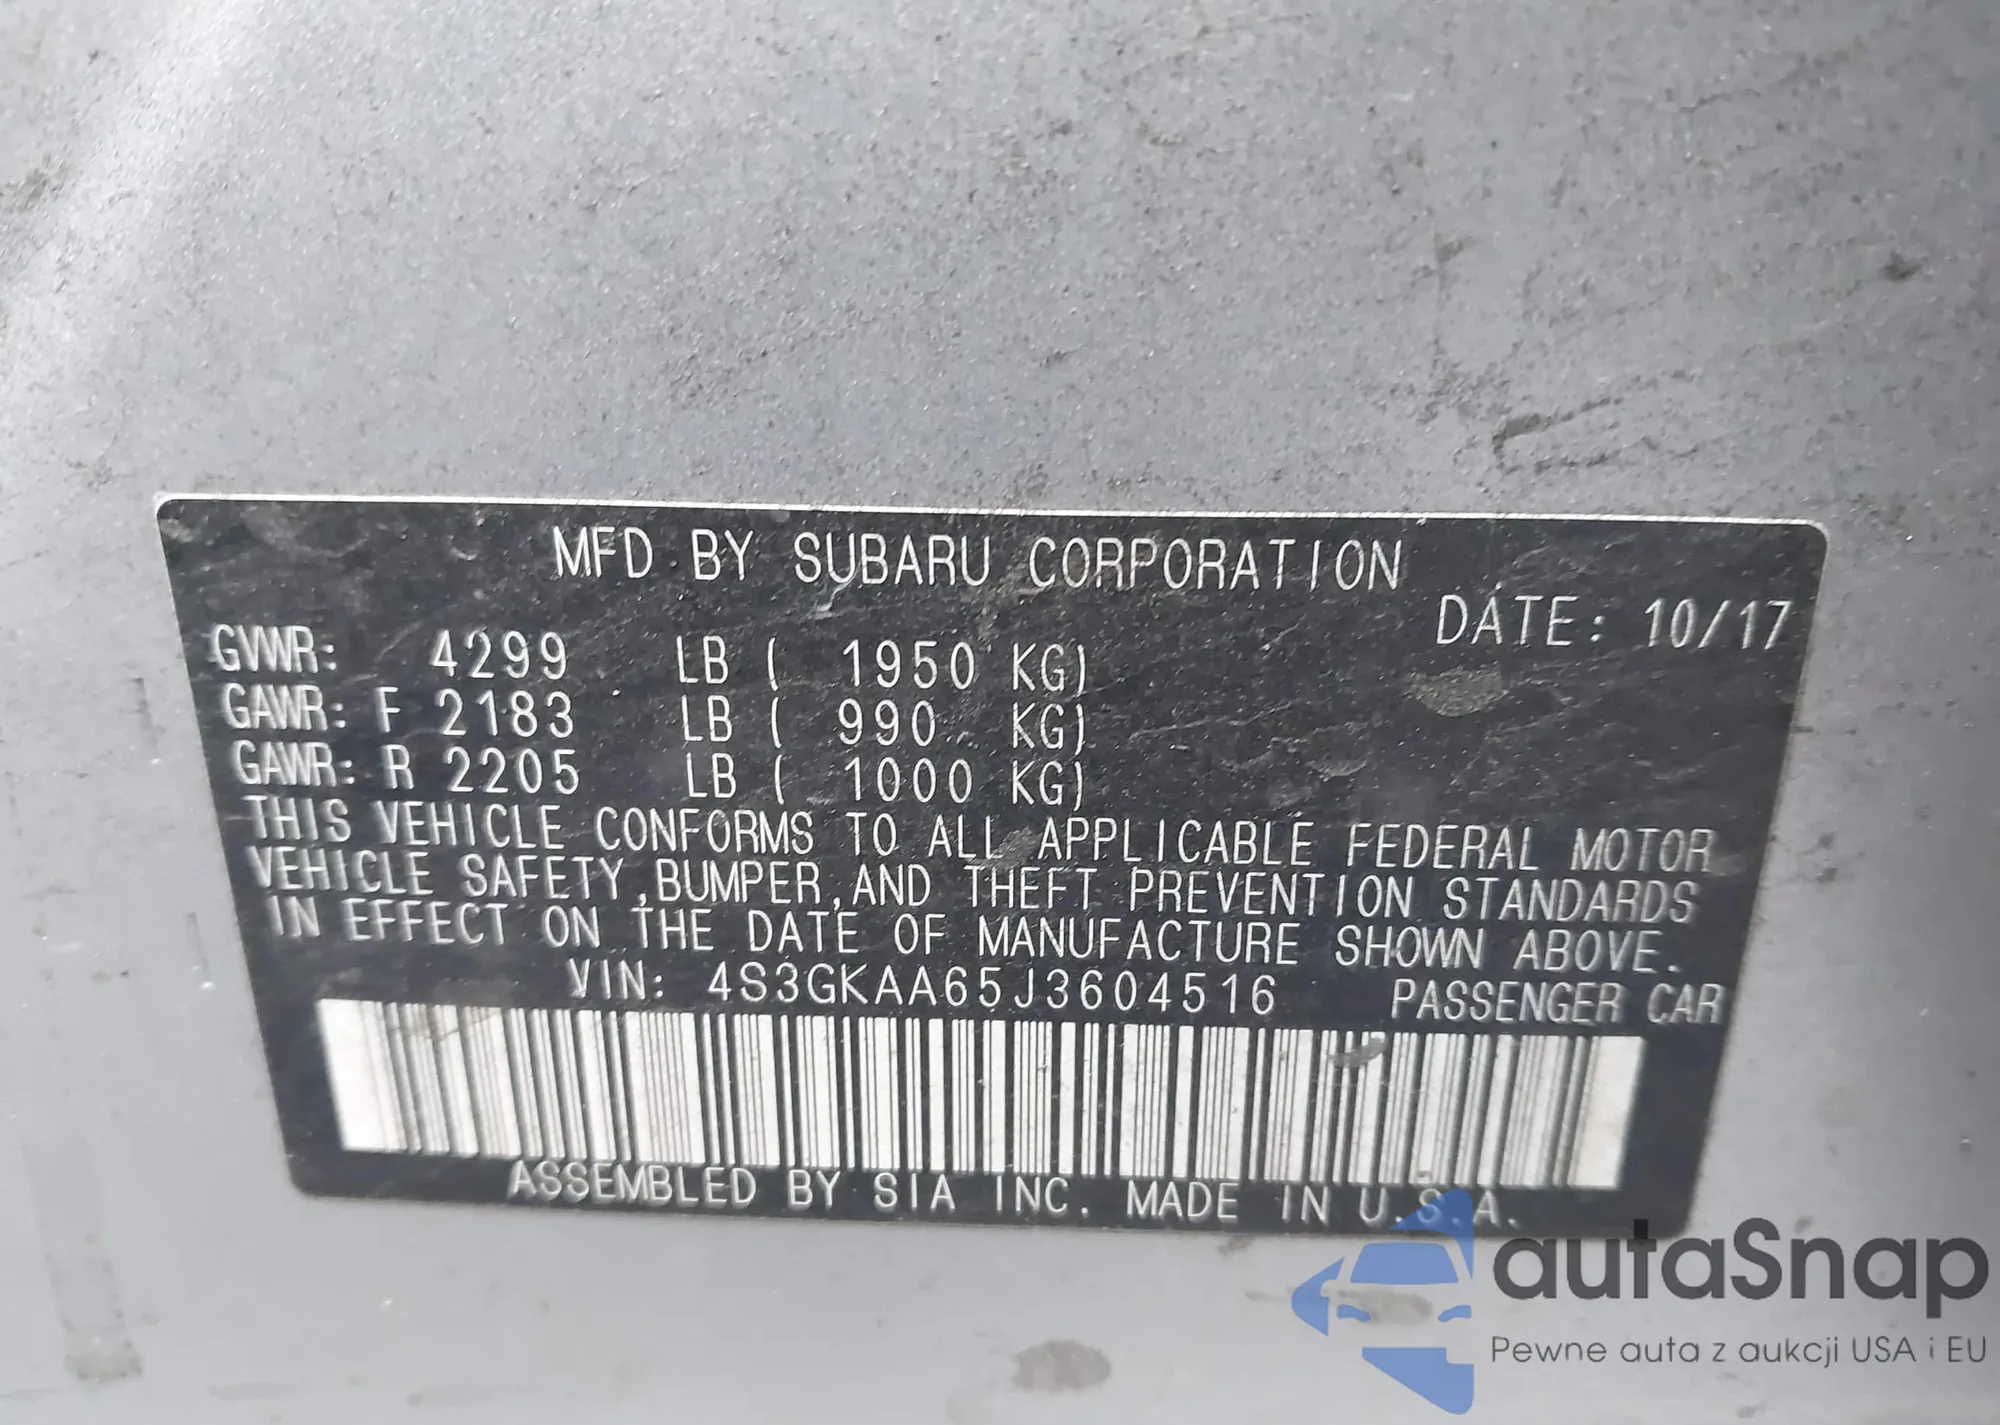 MFD BY SUBARU CORPORATION
DATE: 10/17
GVWR: 4299 LB ( 1950 KG)
GAWR: F 2183 LB ( 990 KG)
GAWR: R 2205 LB ( 1000 KG)
THIS VEHICLE CONFORMS TO ALL APPLICABLE FEDERAL MOTOR
VEHICLE SAFETY,BUMPER,AND THEFT PREVENTION STANDARDS
IN EFFECT ON THE DATE OF MANUFACTURE SHOWN ABOVE.
VIN: 4S3GKAA65J3604516 PASSENGER CAR
ASSEMBLED BY SIA INC. MADE IN U.S.A.
autaSnap
Pewne auta z aukcji USA i EU